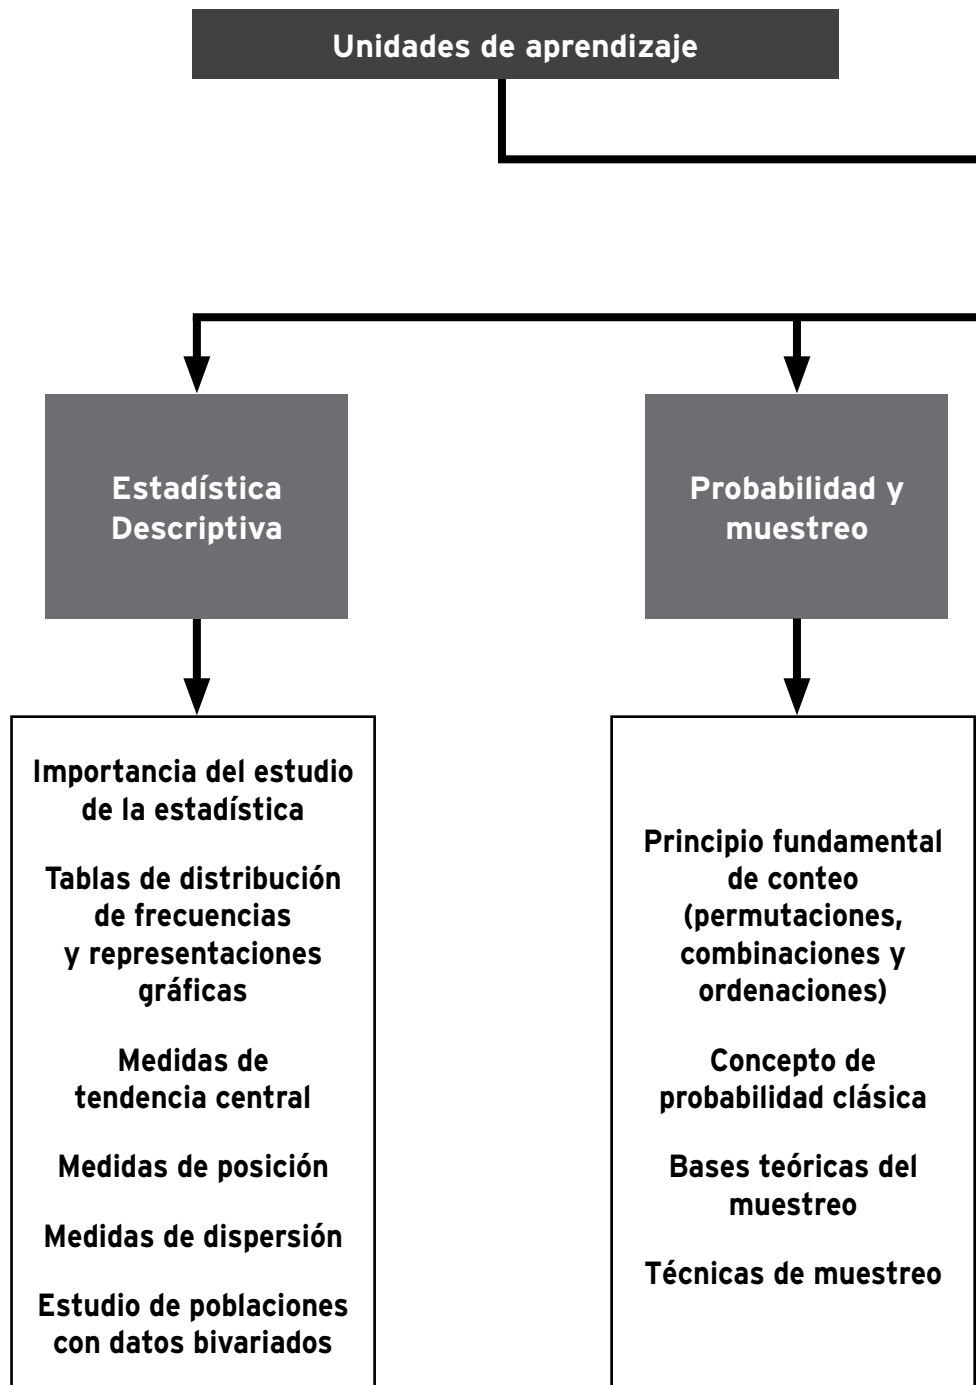 Unidades de aprendizaje
Estadística
Descriptiva
Importancia del estudio
de la estadística
Tablas de distribución
de frecuencias
y representaciones
gráficas
Medidas de
tendencia central
Medidas de posición
Medidas de dispersión
Estudio de poblaciones
con datos bivariados
Probabilidad y
muestreo
Principio fundamental
de conteo
(permutaciones,
combinaciones y
ordenaciones)
Concepto de
probabilidad clásica
Bases teóricas del
muestreo
Técnicas de muestreo